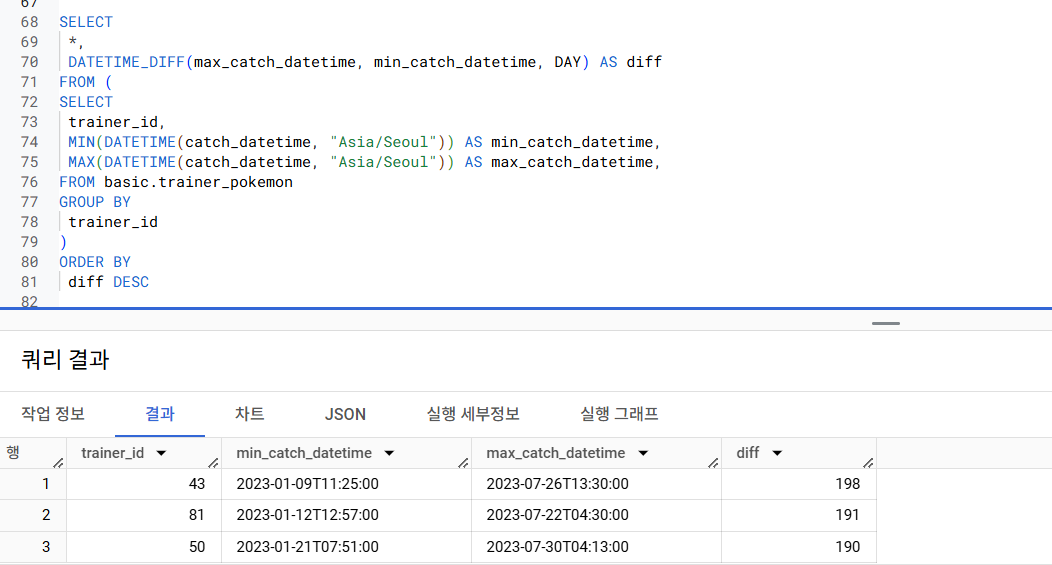 67
68 SELECT
69 *,
70 DATETIME_DIFF(max_catch_datetime, min_catch_datetime, DAY) AS diff
71 FROM (
72 SELECT
73 trainer_id,
74 MIN(DATETIME(catch_datetime, "Asia/Seoul")) AS min_catch_datetime,
75 MAX(DATETIME(catch_datetime, "Asia/Seoul")) AS max_catch_datetime,
76 FROM basic.trainer_pokemon
77 GROUP BY
78 trainer_id
79 )
80 ORDER BY
81 diff DESC
82
쿼리 결과
작업 정보 결과 차트 JSON 실행 세부정보 실행 그래프
행 trainer_id min_catch_datetime max_catch_datetime diff
1 43 2023-01-09T11:25:00 2023-07-26T13:30:00 198
2 81 2023-01-12T12:57:00 2023-07-22T04:30:00 191
3 50 2023-01-21T07:51:00 2023-07-30T04:13:00 190